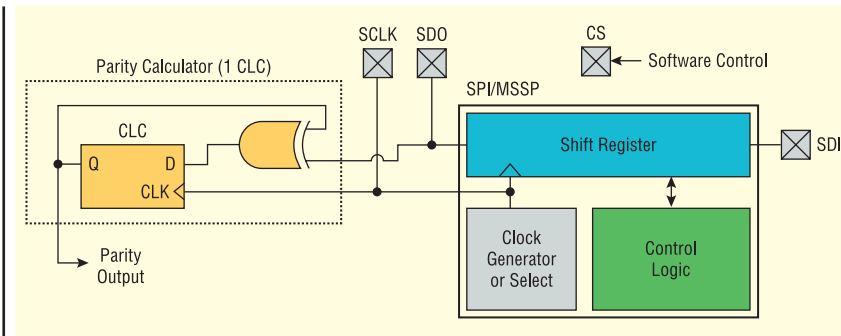 SCLK SDO CS
Software Control
Parity Calculator (1 CLC)
SPI/MSSP
CLC
Q D
CLK
Shift Register
SDI
Clock
Generator
or Select
Control
Logic
Parity
Output